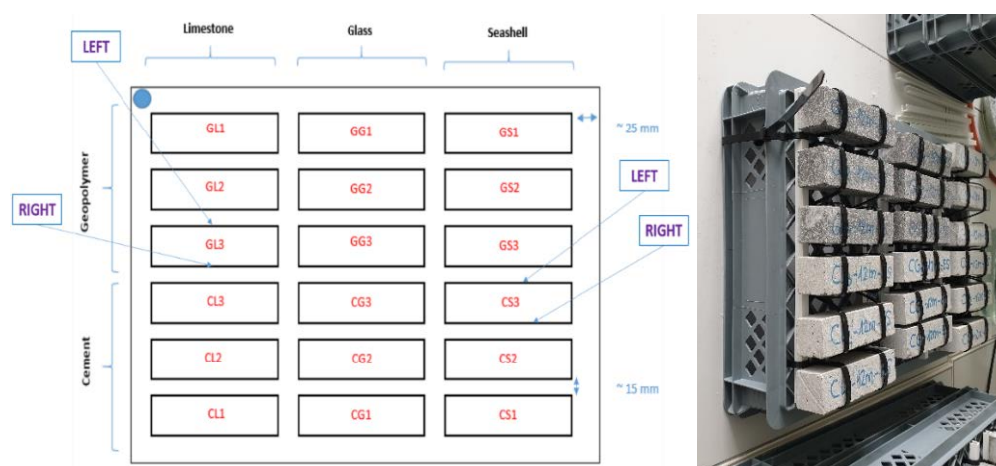 Limestone Glass Seashell
LEFT
GL1 GG1 GS1
~ 25 mm
GL2 GG2 GS2
LEFT
RIGHT
RIGHT
GL3 GG3 GS3
Geopolymer
CL3 CG3 CS3
CL2 CG2 CS2
~ 15 mm
CL1 CG1 CS1
Cement